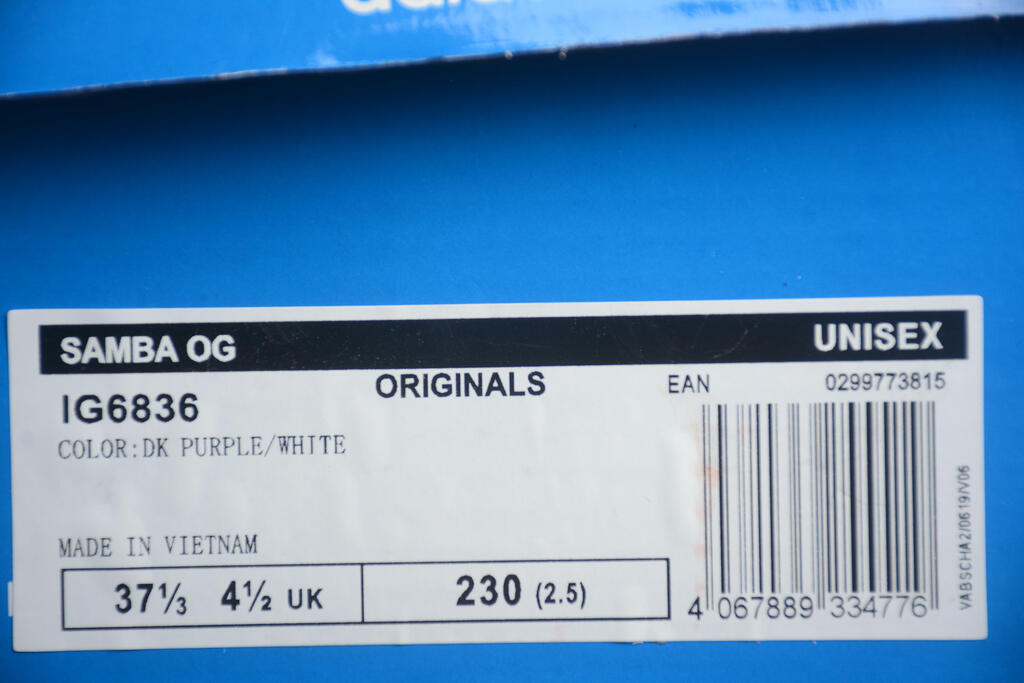 SAMBA OG UNISEX
IG6836 ORIGINALS EAN 0299773815
COLOR:DK PURPLE/WHITE
MADE IN VIETNAM
37⅓ 4½ UK 230 (2.5)
4 067889 334776
VABSCHA2/0619/V06